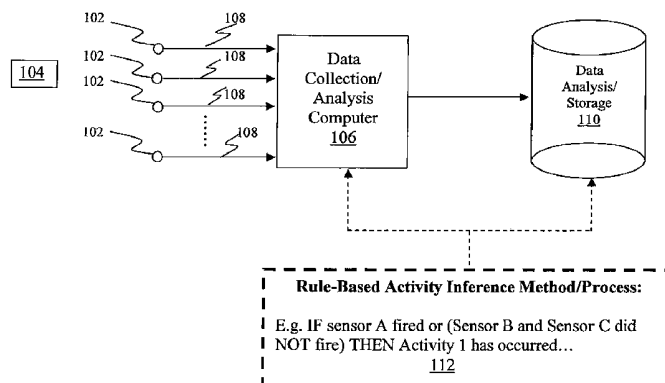 102
108
102
108
104
102
108
102
108
Data
Collection/
Analysis
Computer
106
Data
Analysis/
Storage
110
Rule-Based Activity Inference Method/Process:
E.g. IF sensor A fired or (Sensor B and Sensor C did
NOT fire) THEN Activity 1 has occurred…
112